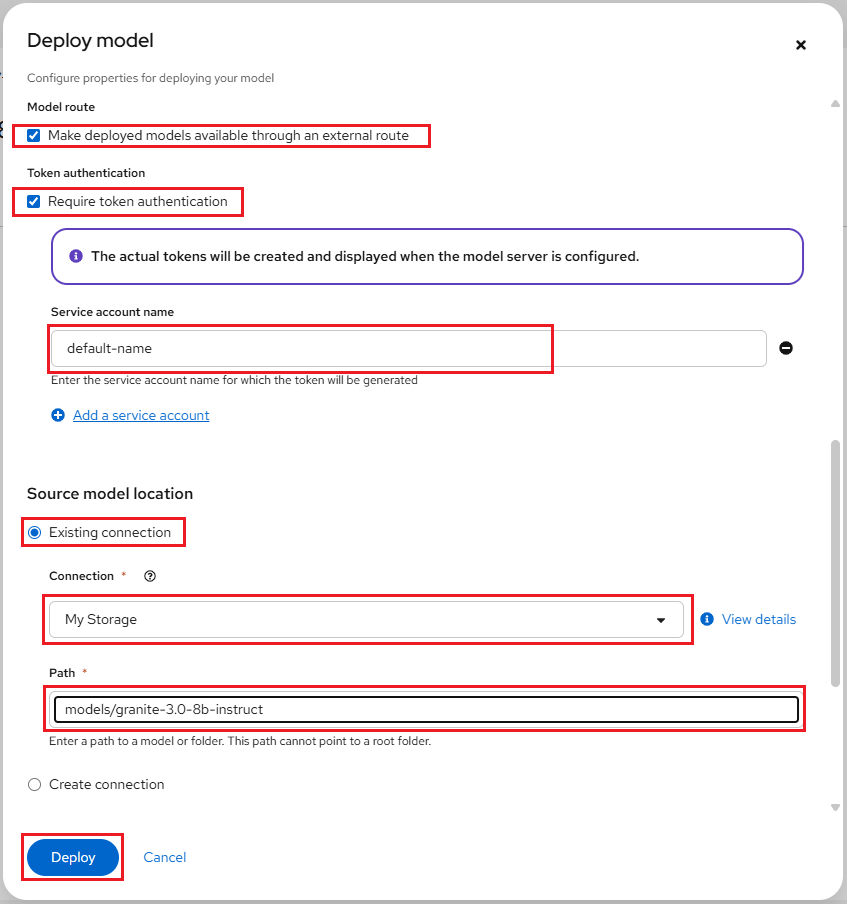 Deploy model
Configure properties for deploying your model
Model route
Make deployed models available through an external route
Token authentication
Require token authentication
The actual tokens will be created and displayed when the model server is configured.
Service account name
default-name
Enter the service account name for which the token will be generated
Add a service account
Source model location
Existing connection
Connection *
My Storage
View details
Path *
models/granite-3.0-8b-instruct
Enter a path to a model or folder. This path cannot point to a root folder.
Create connection
Deploy Cancel